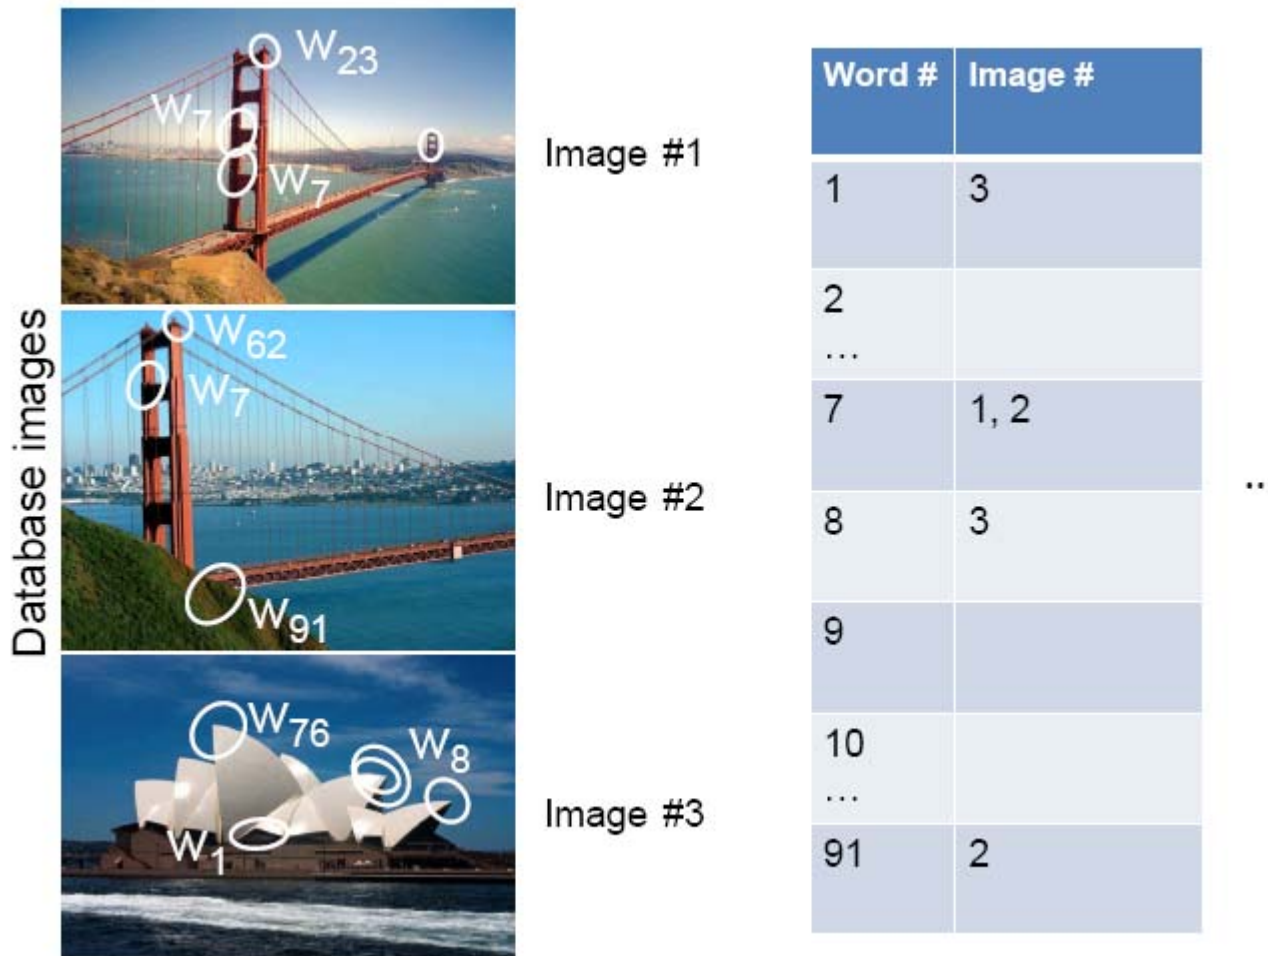 Database images
W23
W7
W7
Image #1
W62
W7
W91
Image #2
W76
W8
W1
Image #3
Word # Image #
1 3
2
...
7 1, 2
8 3
9
10
...
91 2
..